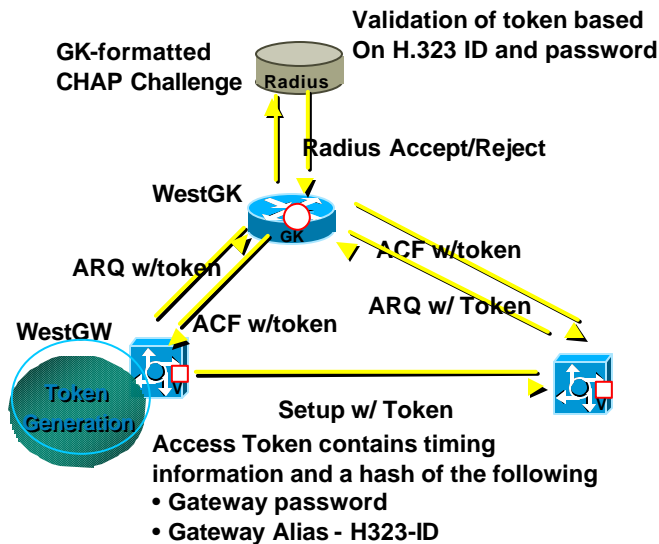 Validation of token based
On H.323 ID and password
GK-formatted
CHAP Challenge
Radius
Radius Accept/Reject
WestGK
GK
ARQ w/token
ACF w/token
ACF w/token
ARQ w/ Token
WestGW
V
V
Token
Generation
Setup w/ Token
Access Token contains timing
information and a hash of the following
• Gateway password
• Gateway Alias - H323-ID